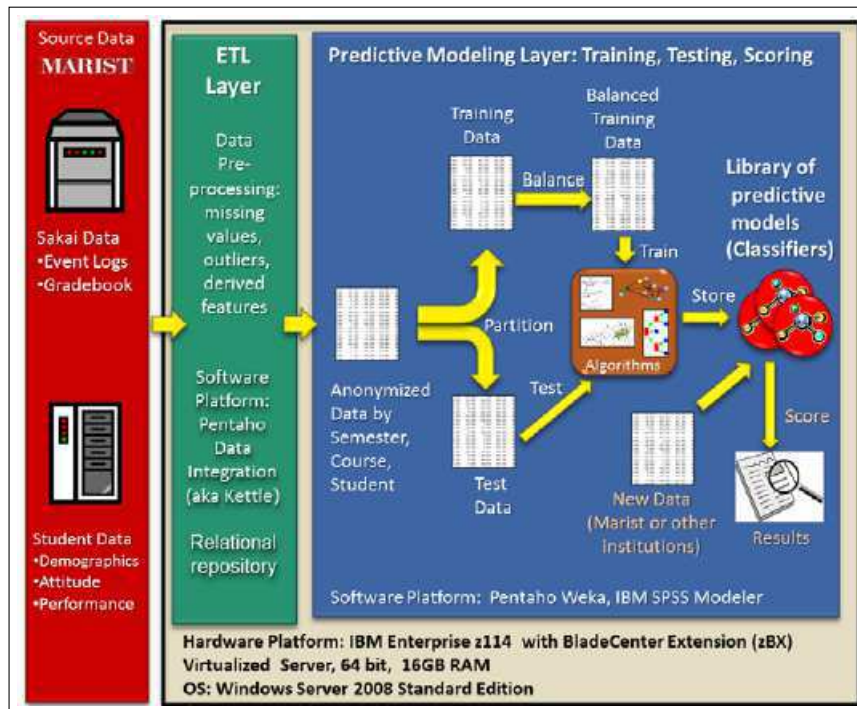 Source Data
MARIST
Sakai Data
•Event Logs
•Gradebook
Student Data
•Demographics
•Attitude
•Performance
ETL
Layer
Data
Pre-
processing:
missing
values,
outliers,
derived
features
Software
Platform:
Pentaho
Data
Integration
(aka Kettle)
Relational
repository
Predictive Modeling Layer: Training, Testing, Scoring
Training
Data
Balanced
Training
Data
Balance
Library of
predictive
models
(Classifiers)
Train
Store
Partition
Algorithms
Anonymized
Data by
Semester,
Course,
Student
Test
Test
Data
Score
New Data
(Marist or other
institutions)
Results
Software Platform: Pentaho Weka, IBM SPSS Modeler
Hardware Platform: IBM Enterprise z114 with BladeCenter Extension (zBX)
Virtualized Server, 64 bit, 16GB RAM
OS: Windows Server 2008 Standard Edition